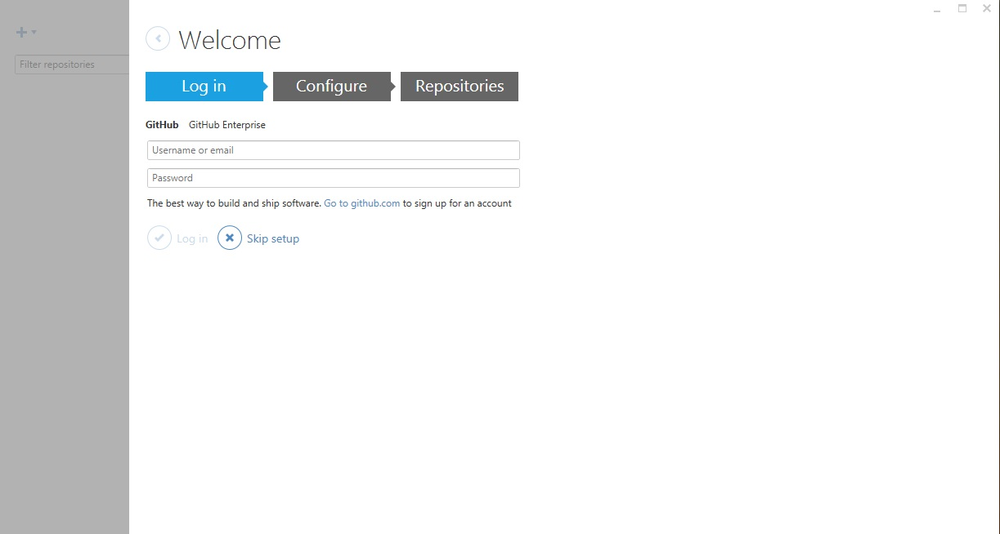 Filter repositories
Welcome
Log in Configure Repositories
GitHub GitHub Enterprise
Username or email
Password
The best way to build and ship software. Go to github.com to sign up for an account
Log in Skip setup